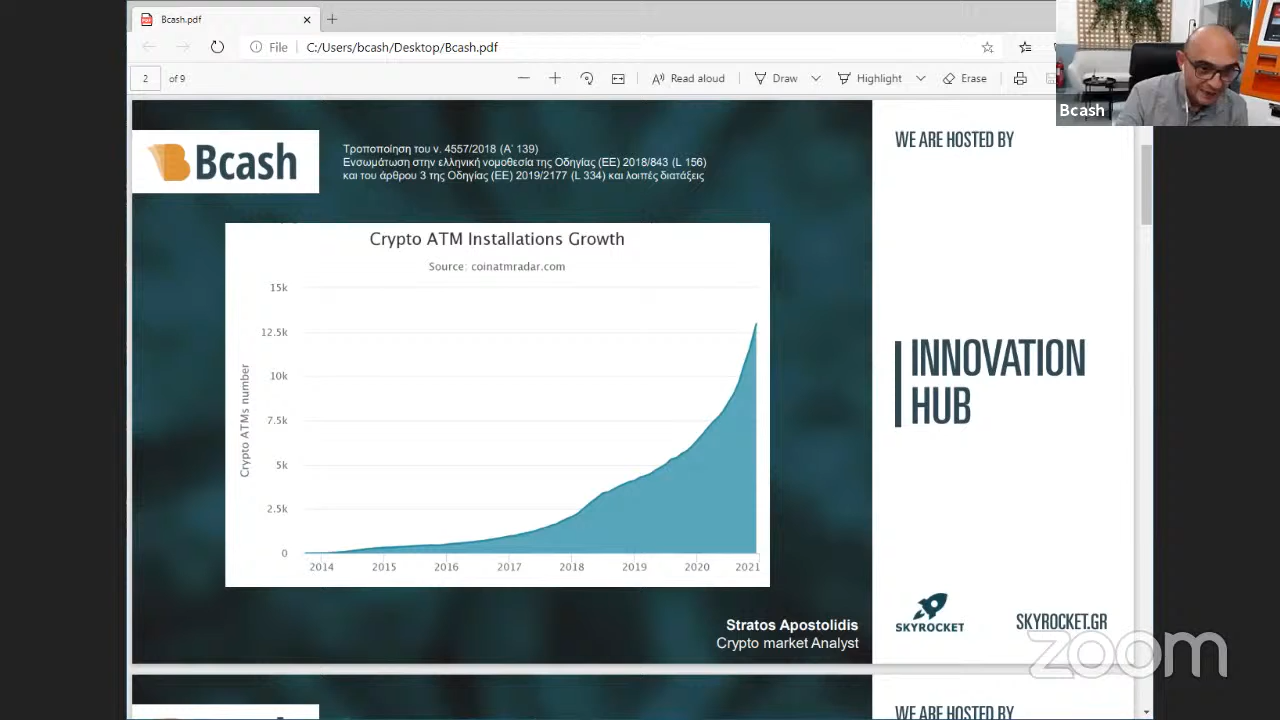 Bcash.pdf
File
C:/Users/bcash/Desktop/Bcash.pdf
2 of 9
Read aloud
Draw
Highlight
Erase
Bcash
Bcash
Τροποποίηση του ν. 4557/2018 (Α΄ 139)
Ενσωμάτωση στην ελληνική νομοθεσία της Οδηγίας (ΕΕ) 2018/843 (L 156)
και του άρθρου 3 της Οδηγίας (ΕΕ) 2019/2177 (L 334) και λοιπές διατάξεις
WE ARE HOSTED BY
Crypto ATM Installations Growth
Source: coinatmradar.com
Crypto ATMs number
15k
12.5k
10k
7.5k
5k
2.5k
0
2014 2015 2016 2017 2018 2019 2020 2021
INNOVATION
HUB
Stratos Apostolidis
Crypto market Analyst
SKYROCKET
SKYROCKET.GR
zoom
WE ARE HOSTED BY